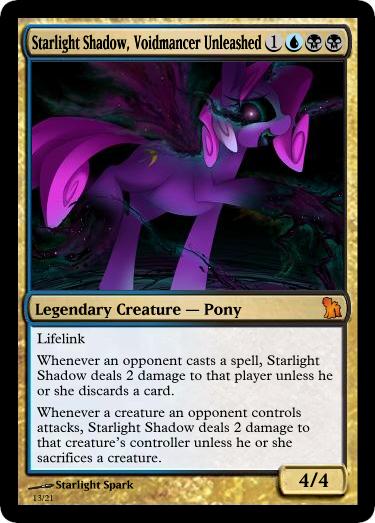 Starlight Shadow, Voidmancer Unleashed 1
Legendary Creature — Pony
Lifelink
Whenever an opponent casts a spell, Starlight
Shadow deals 2 damage to that player unless he
or she discards a card.
Whenever a creature an opponent controls
attacks, Starlight Shadow deals 2 damage to
that creature's controller unless he or she
sacrifices a creature.
4/4
Starlight Spark
13/21